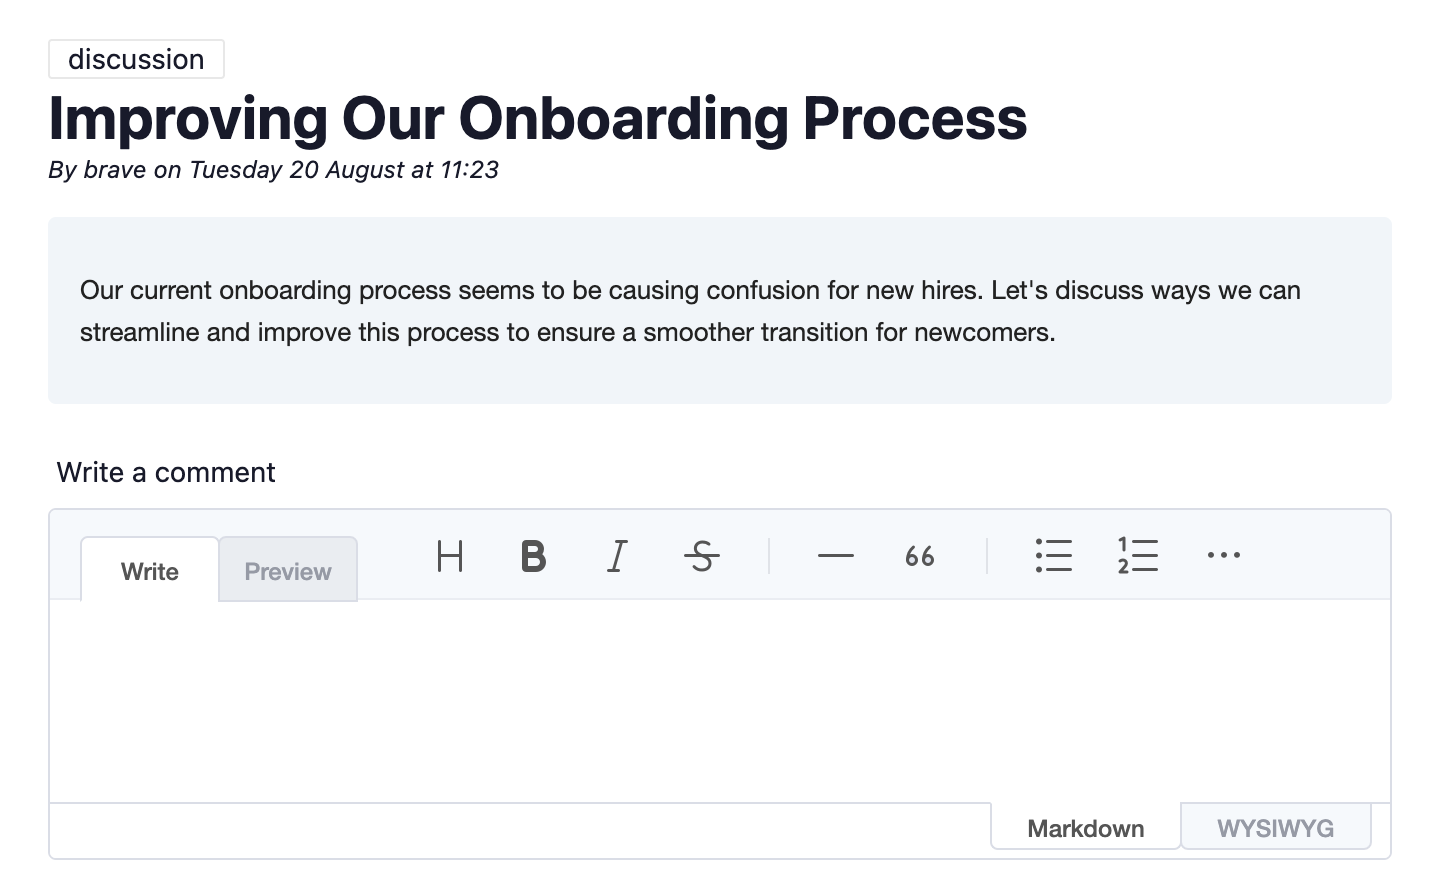 discussion
Improving Our Onboarding Process
By brave on Tuesday 20 August at 11:23
Our current onboarding process seems to be causing confusion for new hires. Let's discuss ways we can
streamline and improve this process to ensure a smoother transition for newcomers.
Write a comment
Write Preview H B I S — 66
Markdown WYSIWYG